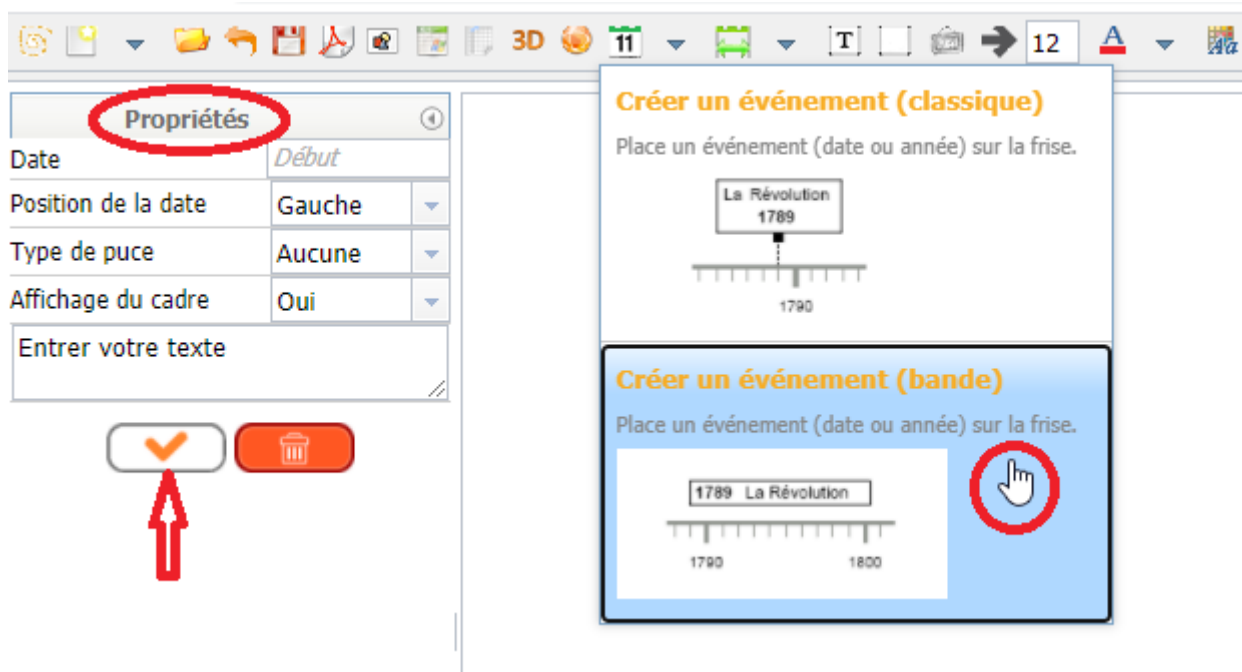 3D 11 T 12 A Aa
Propriétés
Date Début
Position de la date Gauche
Type de puce Aucune
Affichage du cadre Oui
Entrer votre texte
Créer un événement (classique)
Place un événement (date ou année) sur la frise.
La Révolution
1789
1790
Créer un événement (bande)
Place un événement (date ou année) sur la frise.
1789 La Révolution
1790 1800